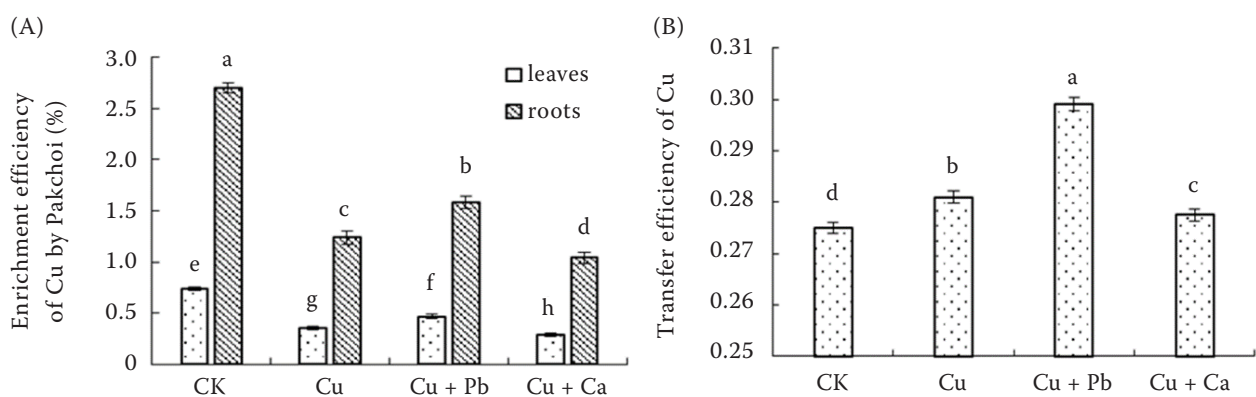 (A)
Enrichment efficiency
of Cu by Pakchoi (%)
3.0
2.5
2.0
1.5
1.0
0.5
0
a
b
c
d
e
f
g
h
leaves
roots
CK
Cu
Cu + Pb
Cu + Ca
(B)
Transfer efficiency of Cu
0.31
0.30
0.29
0.28
0.27
0.26
0.25
d
b
a
c
CK
Cu
Cu + Pb
Cu + Ca